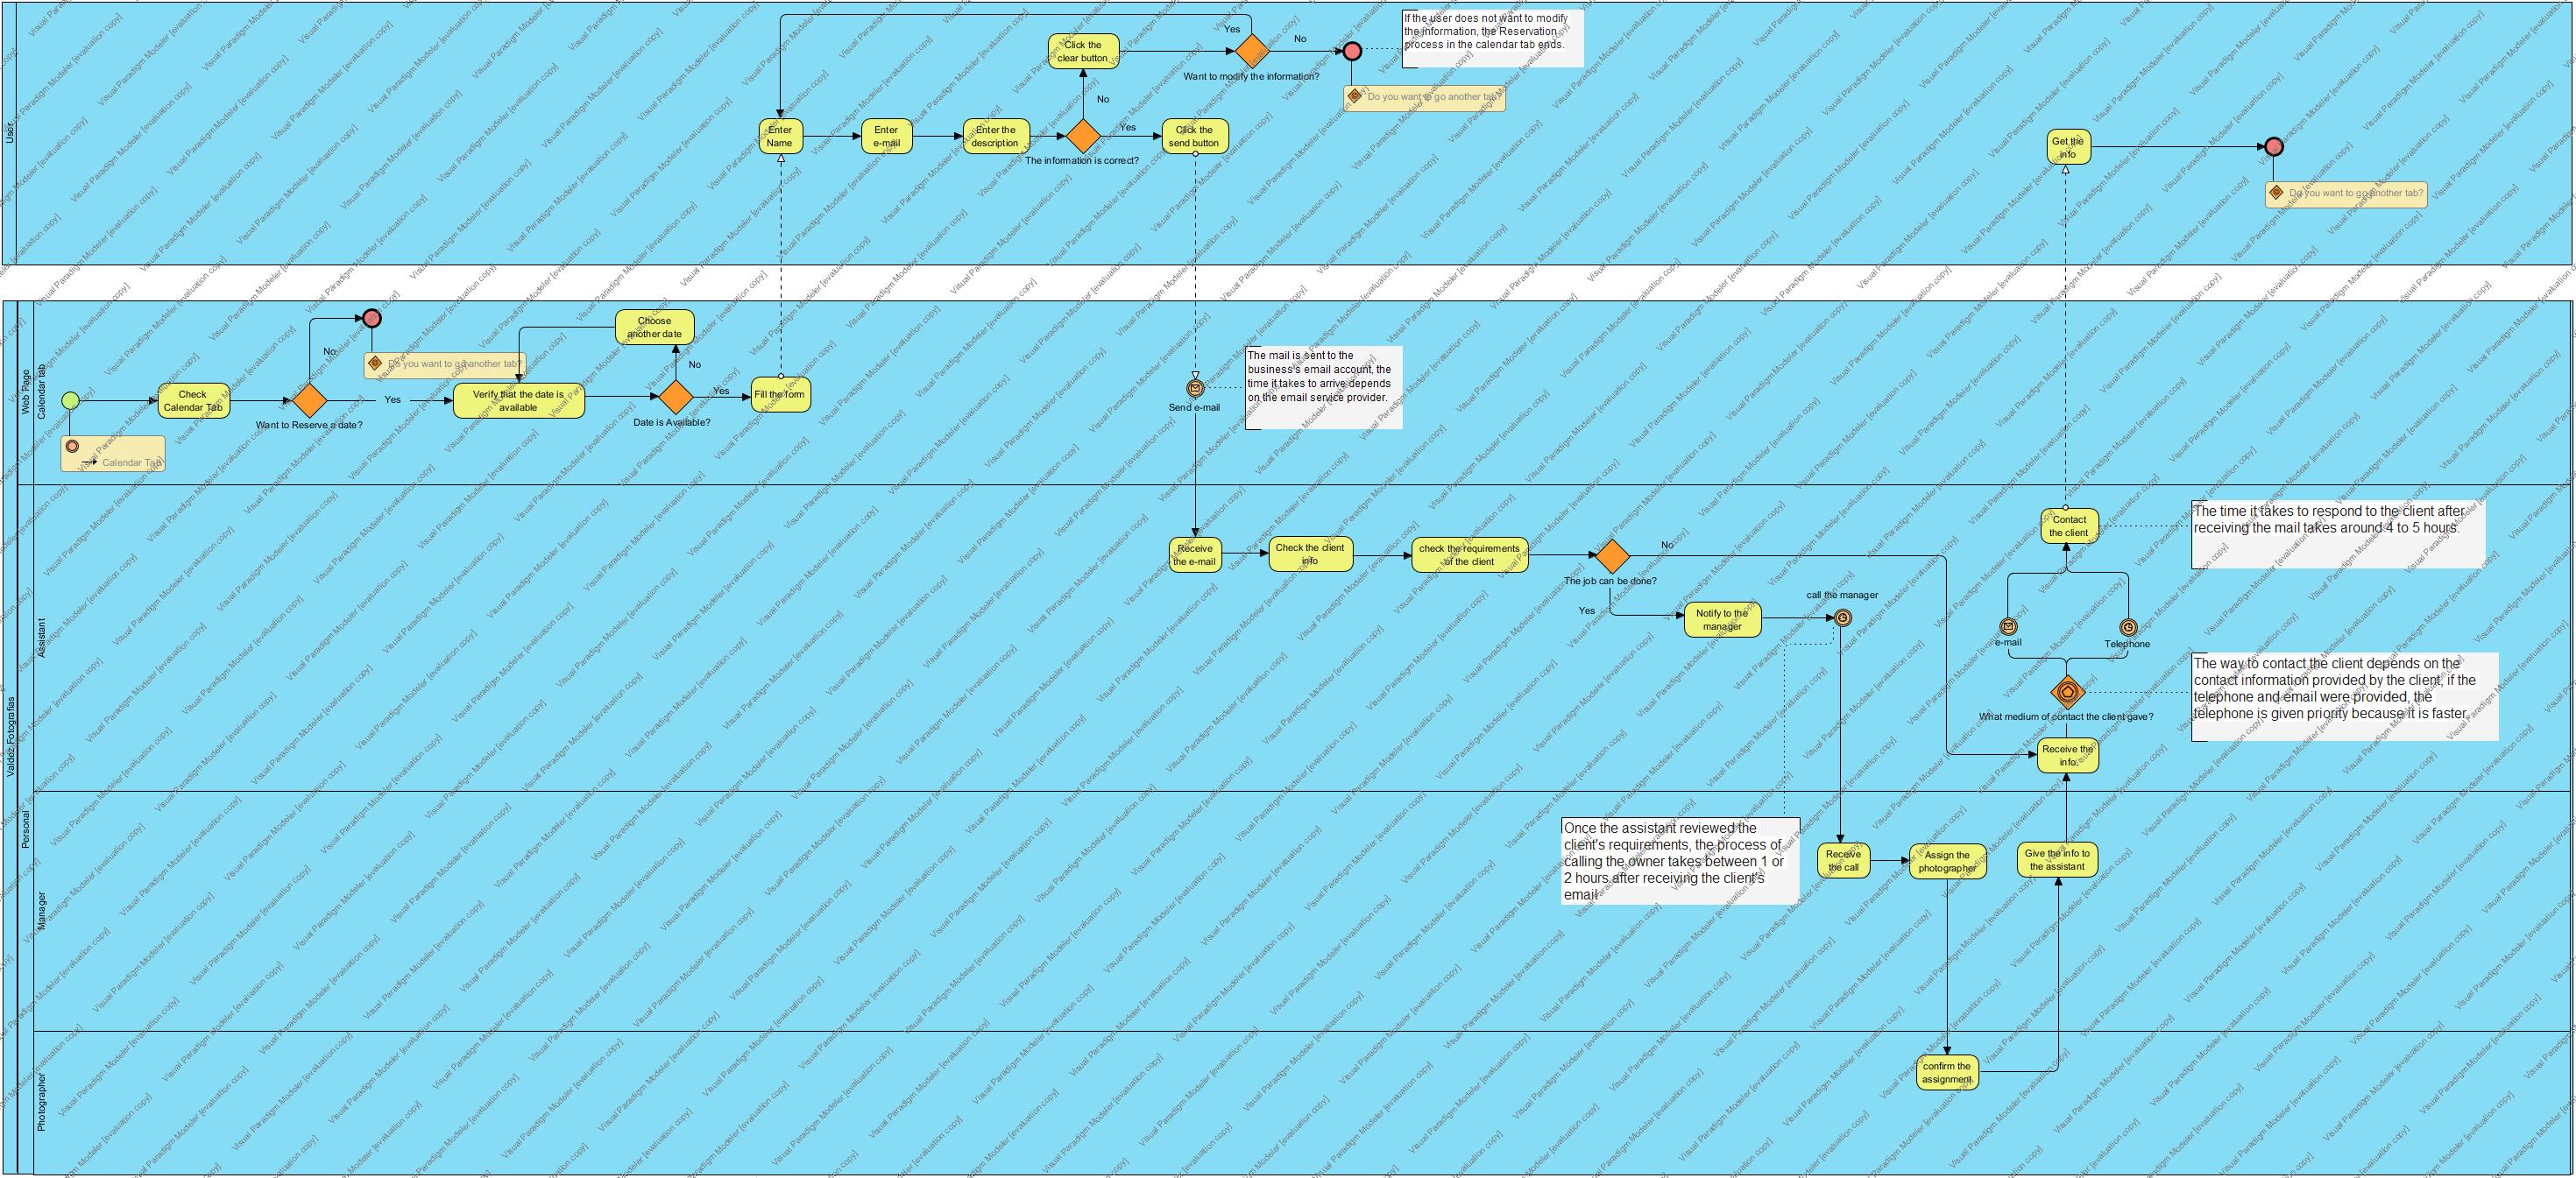 User
Click the
clear button
Yes
No
Want to modify the information?
If the user does not want to modify
the information, the Reservation
process in the calendar tab ends.
Do you want to go another tab?
No
Enter
Name
Enter
e-mail
Enter the
description
Yes
The information is correct?
Click the
send button
Get the
info
Do you want to go another tab?
Valdez Fotografias
Web Page
Calendar tab
Calendar Tab
Check
Calendar Tab
No
Do you want to go another tab?
Yes
Want to Reserve a date?
Verify that the date is
available
Choose
another date
No
Yes
Date is Available?
Fill the form
Send e-mail
The mail is sent to the
business's email account, the
time it takes to arrive depends
on the email service provider.
Personal
Assistant
Receive
the e-mail
Check the client
info
check the requirements
of the client
No
The job can be done?
Yes
Notify to the
manager
call the manager
Contact
the client
The time it takes to respond to the client after
receiving the mail takes around 4 to 5 hours.
e-mail
Telephone
What medium of contact the client gave?
The way to contact the client depends on the
contact information provided by the client, if the
telephone and email were provided, the
telephone is given priority because it is faster.
Receive the
info
Manager
Once the assistant reviewed the
client's requirements, the process of
calling the owner takes between 1 or
2 hours after receiving the client's
email
Receive
the call
Assign the
photographer
Give the info to
the assistant
Photographer
confirm the
assignment
Visual Paradigm Modeler [evaluation copy]